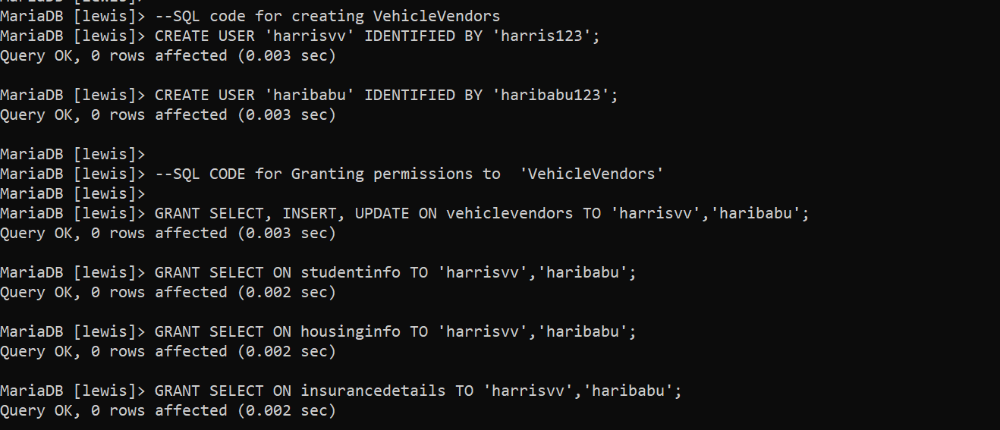 MariaDB [lewis]>
MariaDB [lewis]> --SQL code for creating VehicleVendors
MariaDB [lewis]> CREATE USER 'harrisvv' IDENTIFIED BY 'harris123';
Query OK, 0 rows affected (0.003 sec)
MariaDB [lewis]> CREATE USER 'haribabu' IDENTIFIED BY 'haribabu123';
Query OK, 0 rows affected (0.003 sec)
MariaDB [lewis]>
MariaDB [lewis]> --SQL CODE for Granting permissions to  'VehicleVendors'
MariaDB [lewis]>
MariaDB [lewis]> GRANT SELECT, INSERT, UPDATE ON vehiclevendors TO 'harrisvv','haribabu';
Query OK, 0 rows affected (0.003 sec)
MariaDB [lewis]> GRANT SELECT ON studentinfo TO 'harrisvv','haribabu';
Query OK, 0 rows affected (0.002 sec)
MariaDB [lewis]> GRANT SELECT ON housinginfo TO 'harrisvv','haribabu';
Query OK, 0 rows affected (0.002 sec)
MariaDB [lewis]> GRANT SELECT ON insurancedetails TO 'harrisvv','haribabu';
Query OK, 0 rows affected (0.002 sec)